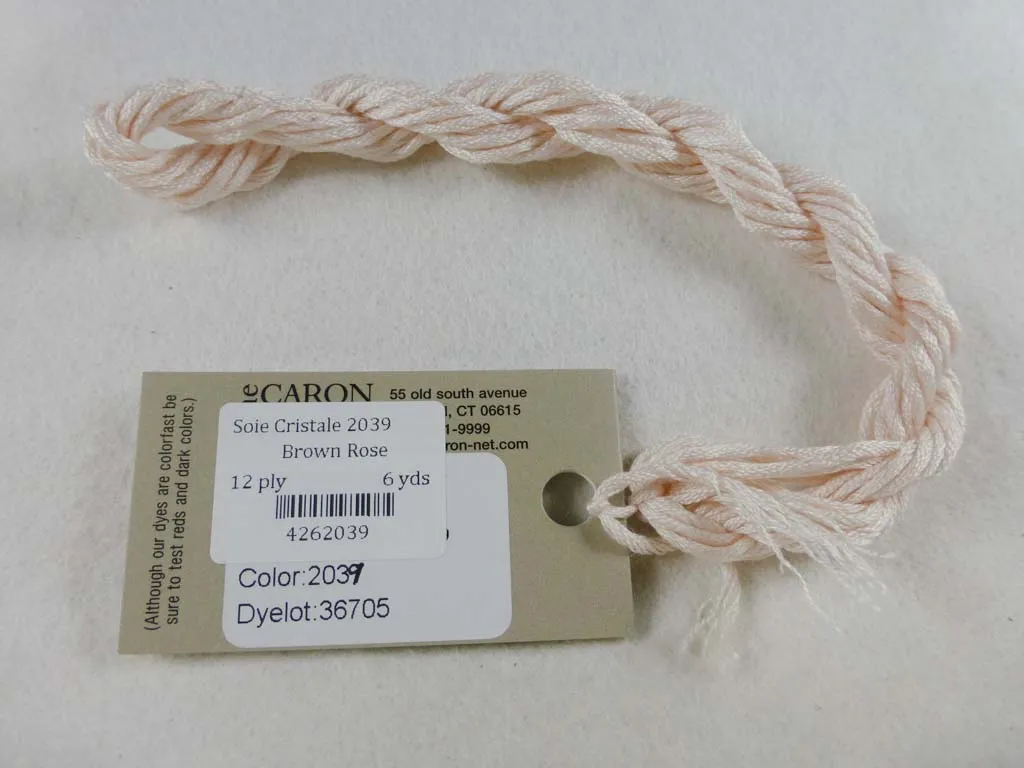 (Although our dyes are colorfast be
sure to test reds and dark colors.)
CARON
55 old south avenue
CT 06615
1-9999
on-net.com
Soie Cristale 2039
Brown Rose
12 ply 6 yds
4262039
Color:2039
Dyelot:36705